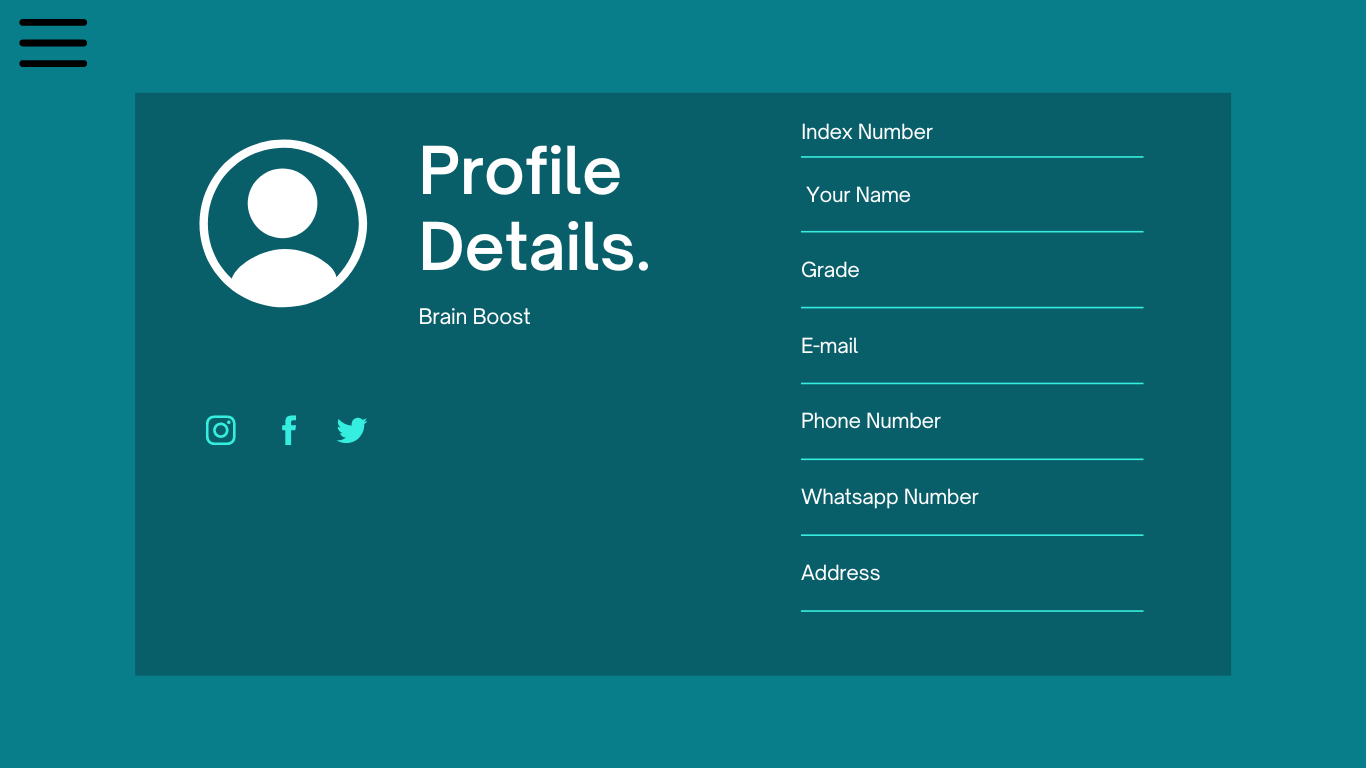 Profile
Details.
Brain Boost
Index Number
Your Name
Grade
E-mail
Phone Number
Whatsapp Number
Address